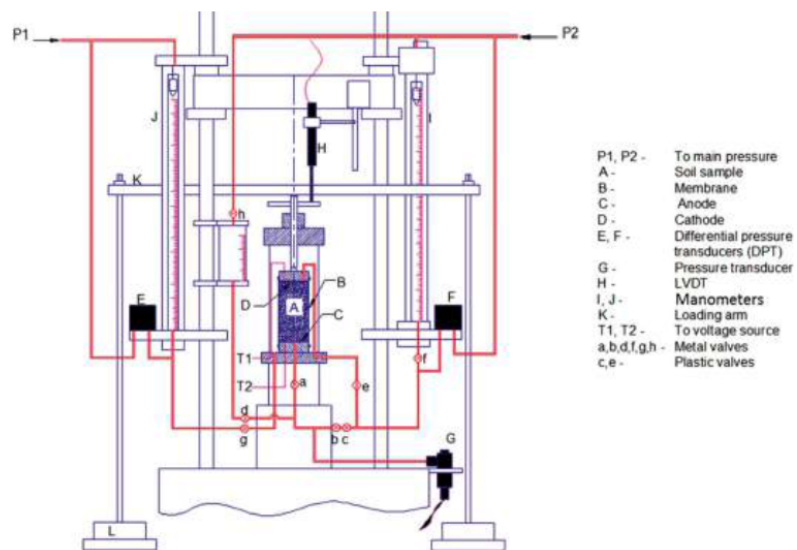 P1
P2
J
I
H
K
h
E
B
D
A
F
C
T1
f
T2
a
e
d
g
b c
G
L
P1, P2 - To main pressure
A - Soil sample
B - Membrane
C - Anode
D - Cathode
E, F - Differential pressure
transducers (DPT)
G - Pressure transducer
H - LVDT
I, J - Manometers
K - Loading arm
T1, T2 - To voltage source
a,b,d,f,g,h - Metal valves
c,e - Plastic valves